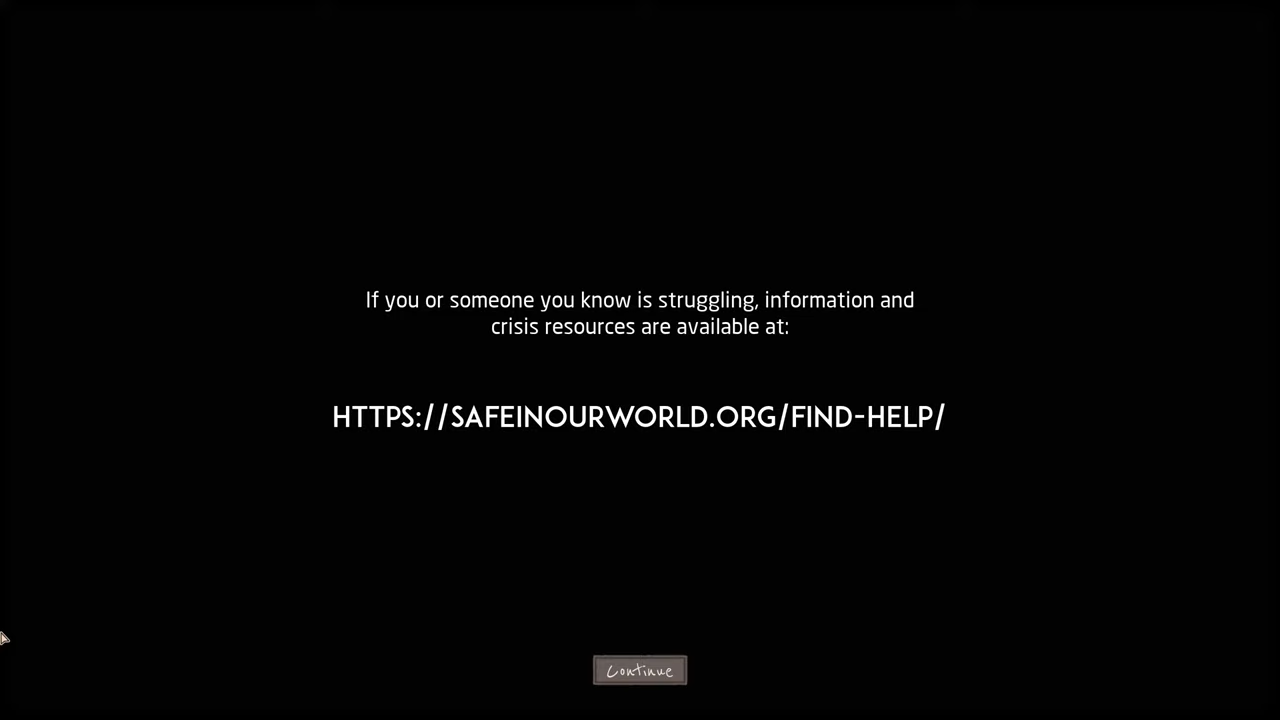 If you or someone you know is struggling, information and
crisis resources are available at:
HTTPS://SAFEINOURWORLD.ORG/FIND-HELP/
Continue